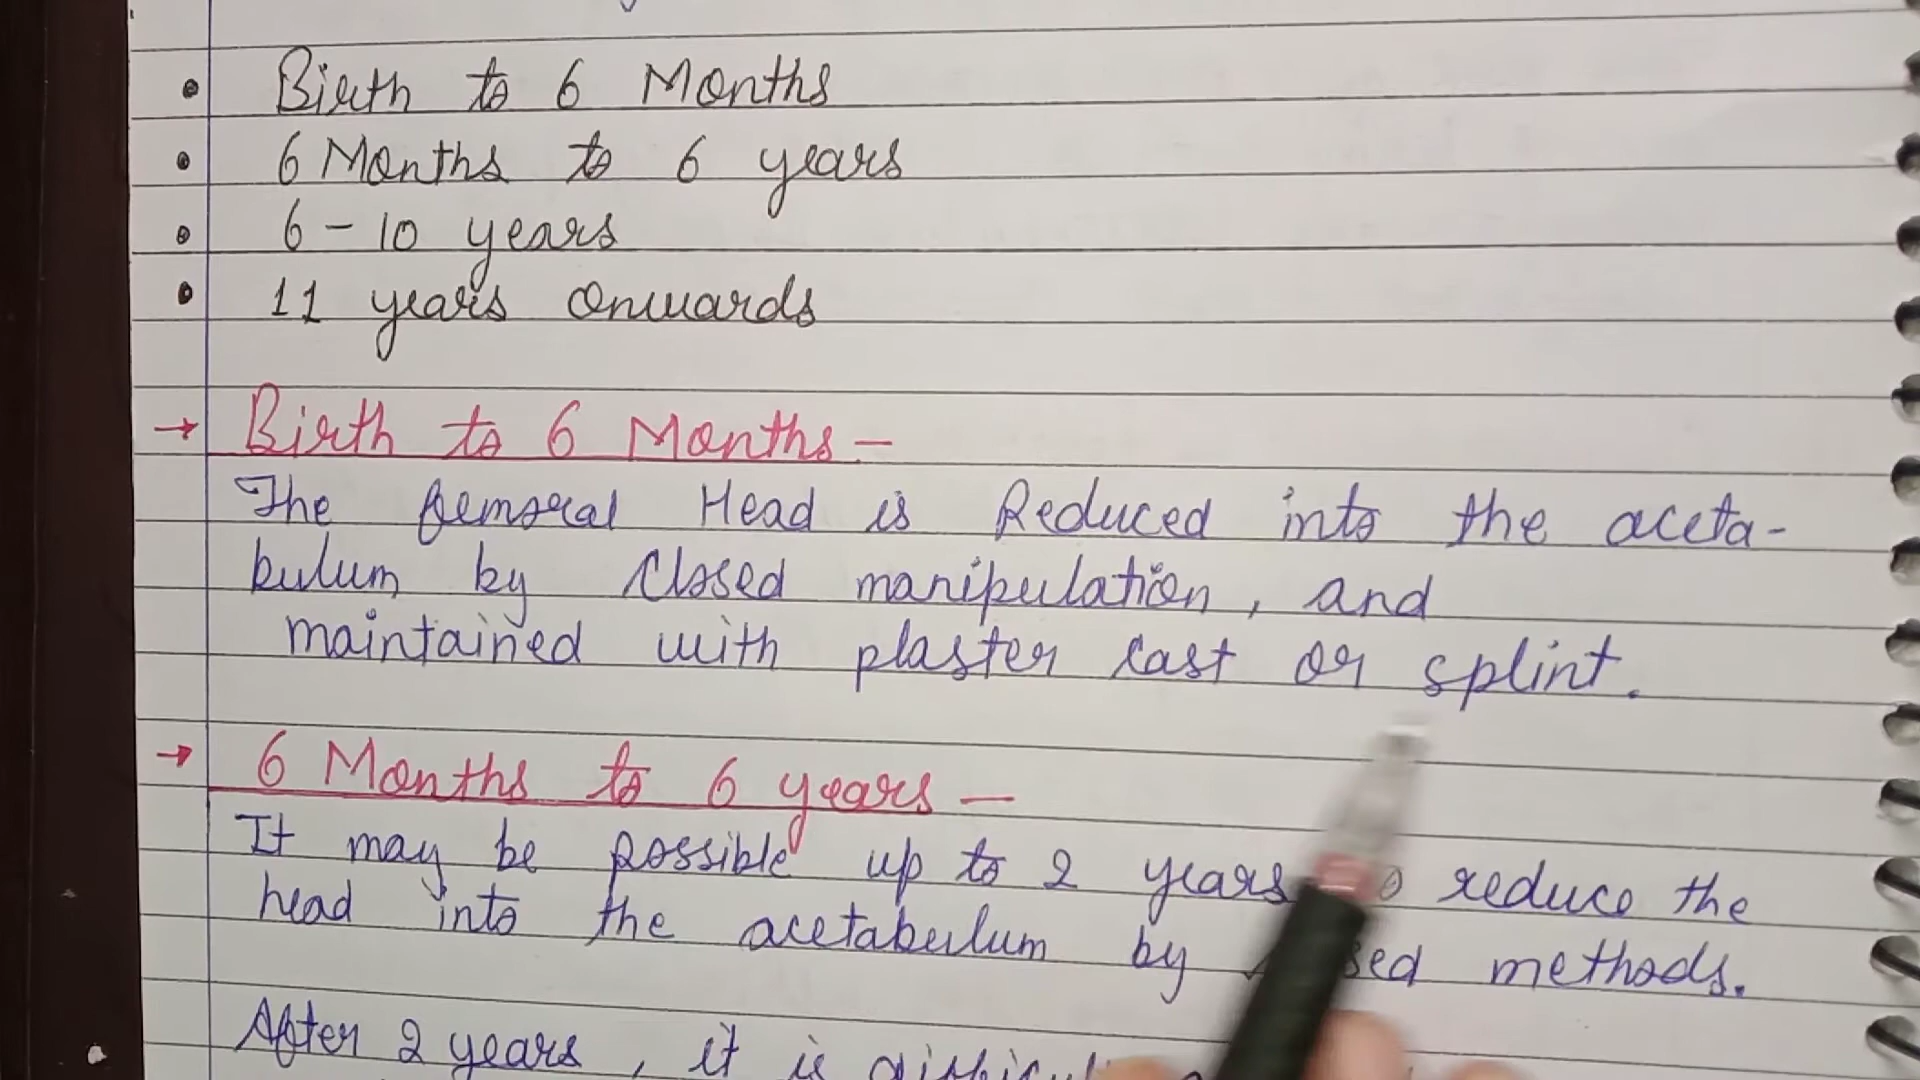 • Birth to 6 Months
• 6 Months to 6 years
• 6 - 10 years
• 11 years onwards
→ Birth to 6 Months -
The femoral Head is Reduced into the aceta-
bulum by Closed manipulation, and
maintained with plaster cast or splint.
→ 6 Months to 6 years -
It may be possible up to 2 years reduce the
head into the acetabulum by methods.
After 2 years, it is